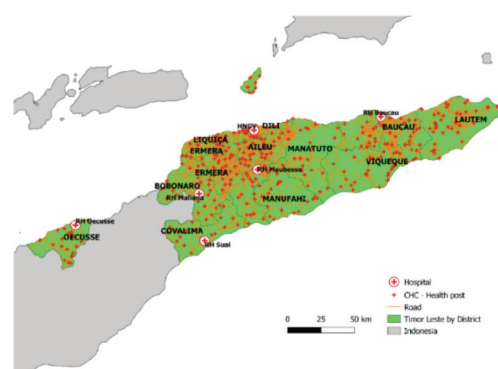 RH Baucau
HNGV
DILI
BAUCAU
LAUTEM
LIQUICA
ERMERA
AILEU
MANATUTO
VIQUEQUE
ERMERA
RH Maubesse
BOBONARO
RH Maliana
MANUFAHI
RH Oecusse
OECUSSE
COVALIMA
RH Suai
Hospital
CHC - Health post
Road
0 25 50 km
Timor Leste by District
Indonesia